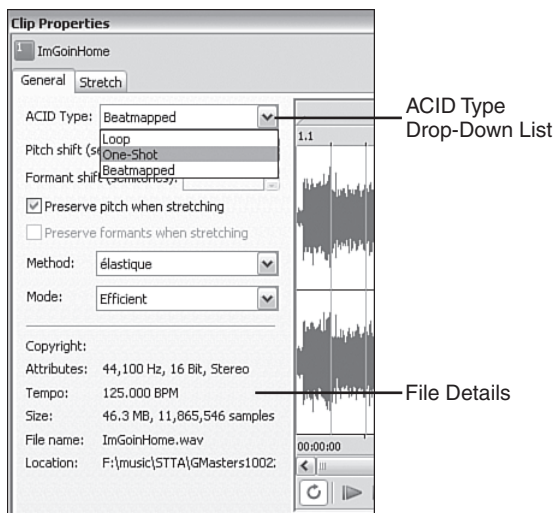 Clip Properties
1 ImGoinHome
General Stretch
ACID Type: Beatmapped
ACID Type
Drop-Down List
Loop
One-Shot
Beatmapped
1.1
Pitch shift (se
Formant shift (semitones):
Preserve pitch when stretching
Preserve formants when stretching
Method: élastique
Mode: Efficient
Copyright:
Attributes: 44,100 Hz, 16 Bit, Stereo
Tempo: 125.000 BPM
File Details
Size: 46.3 MB, 11,865,546 samples
File name: ImGoinHome.wav
Location: F:\music\STTA\GMasters1002
00:00:00